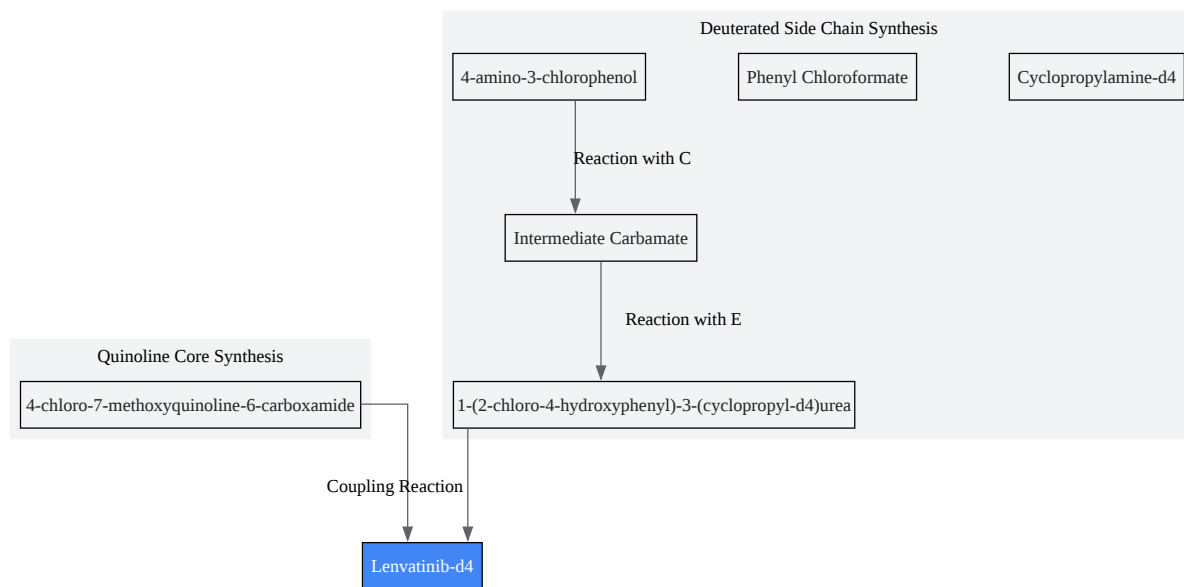 Deuterated Side Chain Synthesis
4-amino-3-chlorophenol
Phenyl Chloroformate
Cyclopropylamine-d4
Reaction with C
Intermediate Carbamate
Reaction with E
Quinoline Core Synthesis
4-chloro-7-methoxyquinoline-6-carboxamide
1-(2-chloro-4-hydroxyphenyl)-3-(cyclopropyl-d4)urea
Coupling Reaction
Lenvatinib-d4